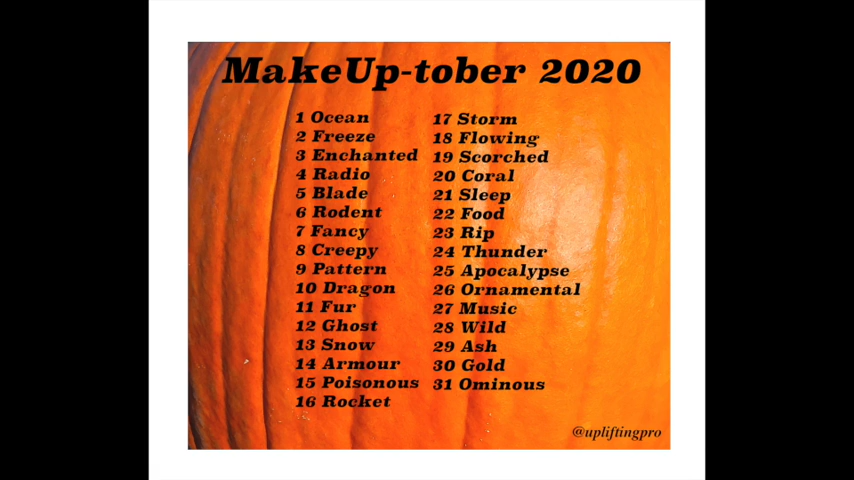 MakeUp-tober 2020
1 Ocean
2 Freeze
3 Enchanted
4 Radio
5 Blade
6 Rodent
7 Fancy
8 Creepy
9 Pattern
10 Dragon
11 Fur
12 Ghost
13 Snow
14 Armour
15 Poisonous
16 Rocket
17 Storm
18 Flowing
19 Scorched
20 Coral
21 Sleep
22 Food
23 Rip
24 Thunder
25 Apocalypse
26 Ornamental
27 Music
28 Wild
29 Ash
30 Gold
31 Ominous
@upliftingpro